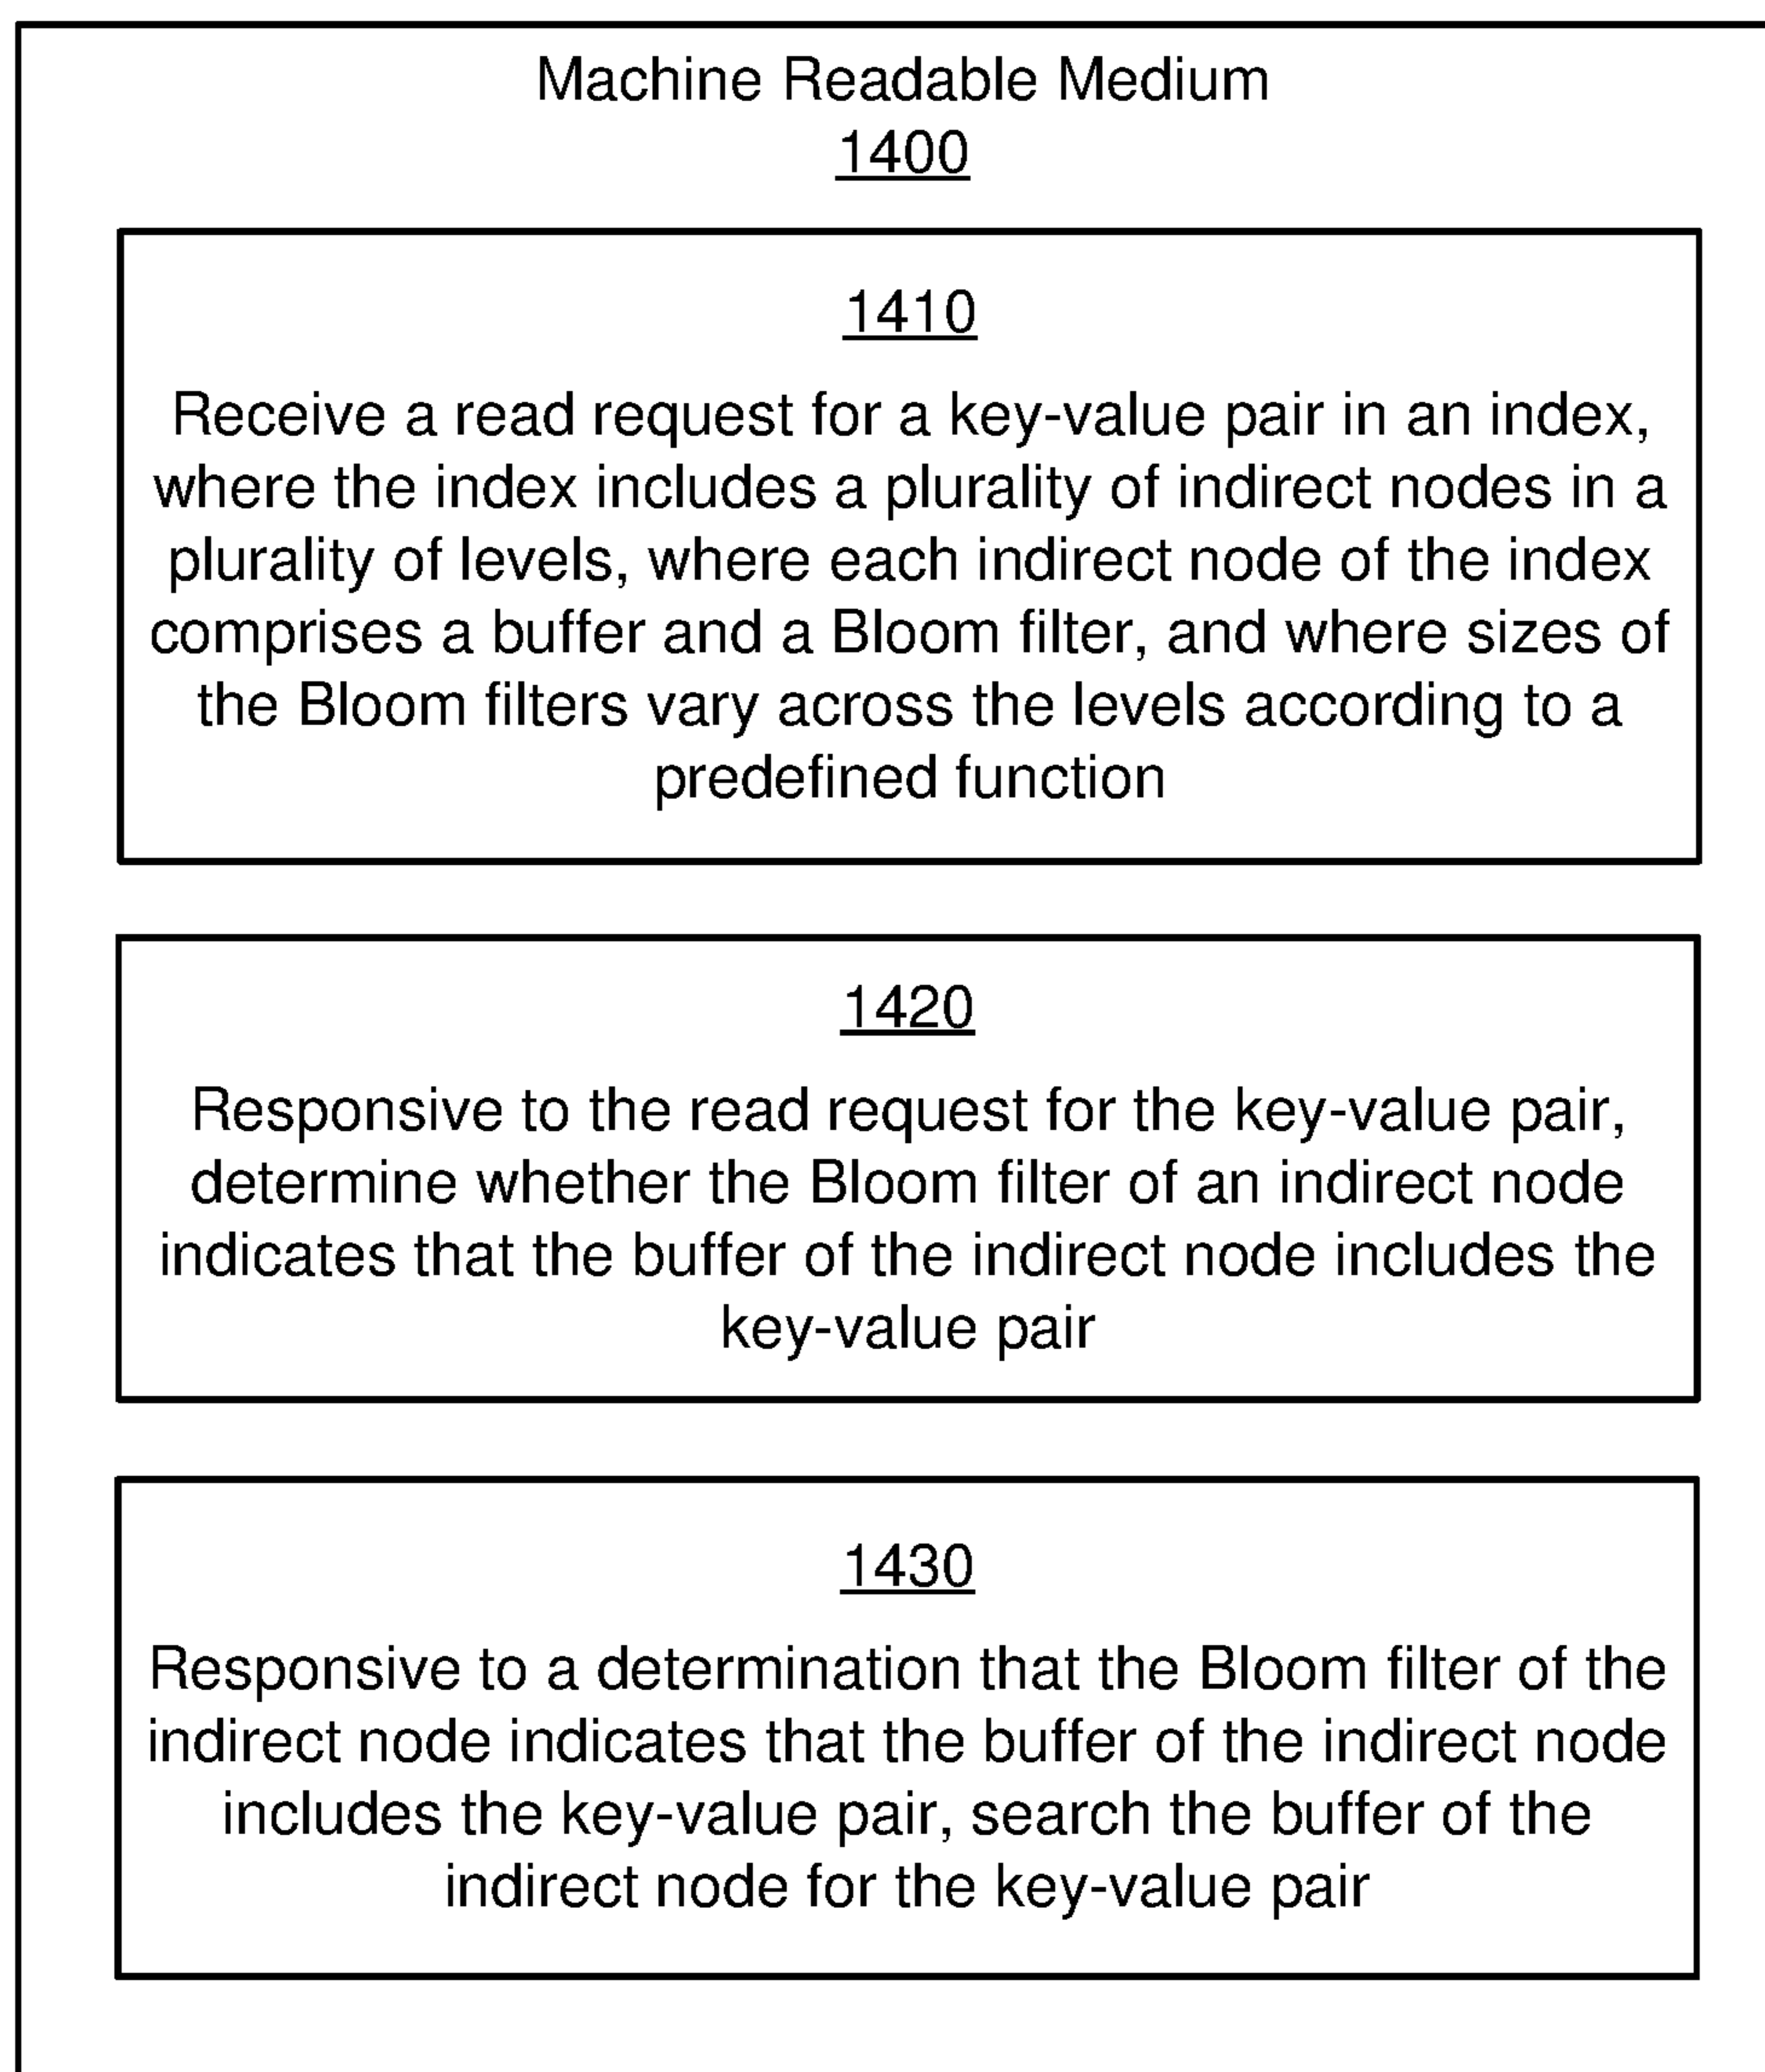 Machine Readable Medium
1400
1410
Receive a read request for a key-value pair in an index,
where the index includes a plurality of indirect nodes in a
plurality of levels, where each indirect node of the index
comprises a buffer and a Bloom filter, and where sizes of
the Bloom filters vary across the levels according to a
predefined function
1420
Responsive to the read request for the key-value pair,
determine whether the Bloom filter of an indirect node
indicates that the buffer of the indirect node includes the
key-value pair
1430
Responsive to a determination that the Bloom filter of the
indirect node indicates that the buffer of the indirect node
includes the key-value pair, search the buffer of the
indirect node for the key-value pair